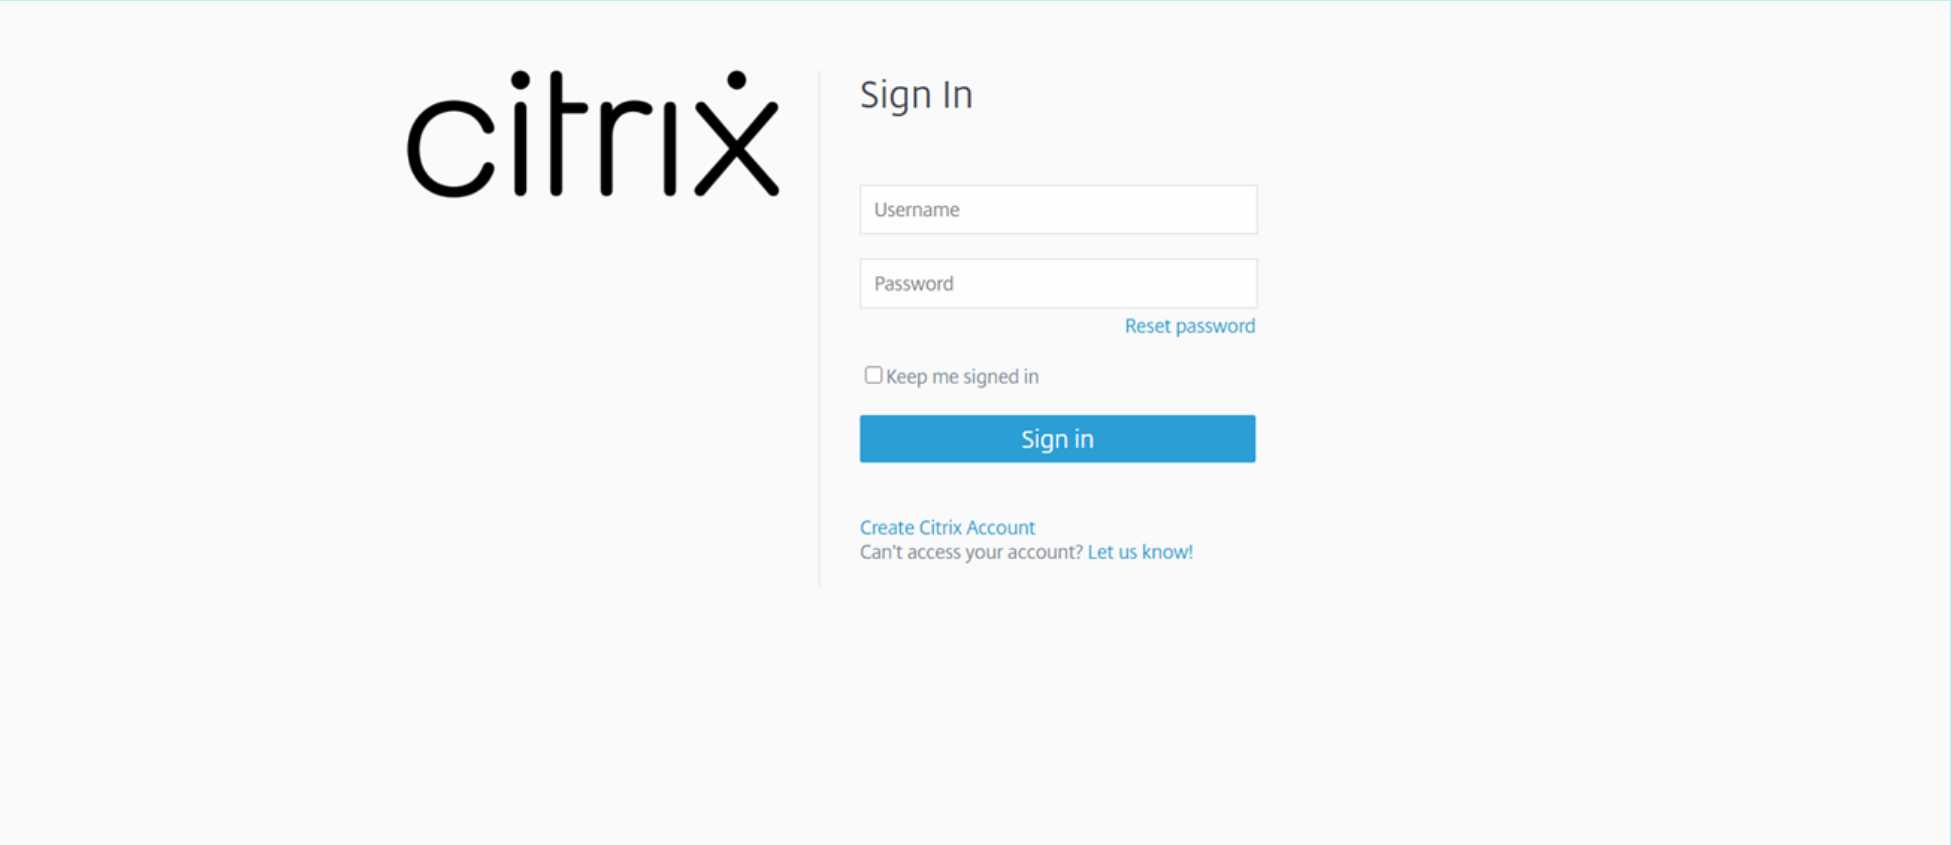 citrix
Sign In
Username
Password
Reset password
Keep me signed in
Sign in
Create Citrix Account
Can't access your account? Let us know!